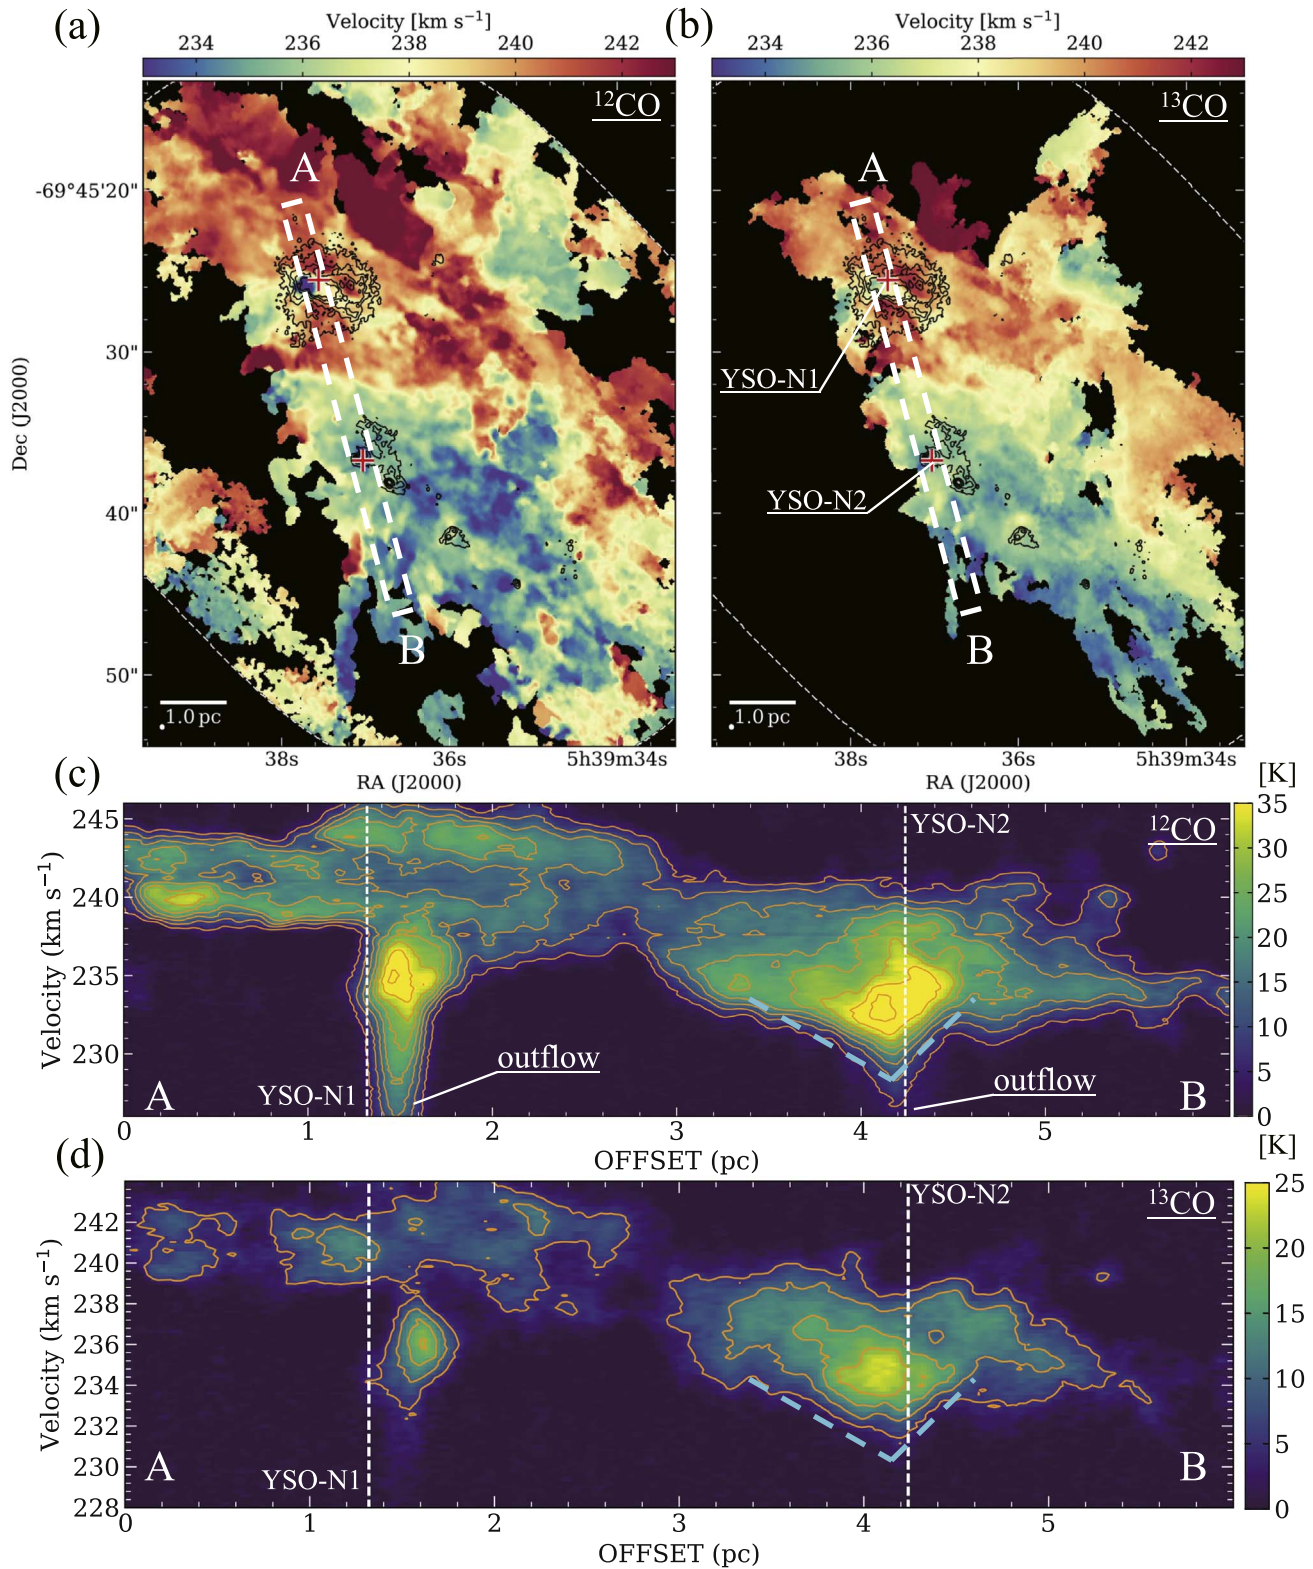 (a)
Velocity [km s⁻¹]
234 236 238 240 242
¹²CO
A
-69°45'20"
30"
40"
50"
Dec (J2000)
B
1.0 pc
38s 36s 5h39m34s
RA (J2000)
(b)
Velocity [km s⁻¹]
234 236 238 240 242
¹³CO
A
YSO-N1
YSO-N2
B
1.0 pc
38s 36s 5h39m34s
RA (J2000)
(c)
[K]
YSO-N2
¹²CO
245
240
235
230
Velocity (km s⁻¹)
outflow
outflow
YSO-N1
A
B
0 1 2 3 4 5
OFFSET (pc)
35
30
25
20
15
10
5
0
(d)
[K]
YSO-N2
¹³CO
242
240
238
236
234
232
230
228
Velocity (km s⁻¹)
A
YSO-N1
B
0 1 2 3 4 5
OFFSET (pc)
25
20
15
10
5
0